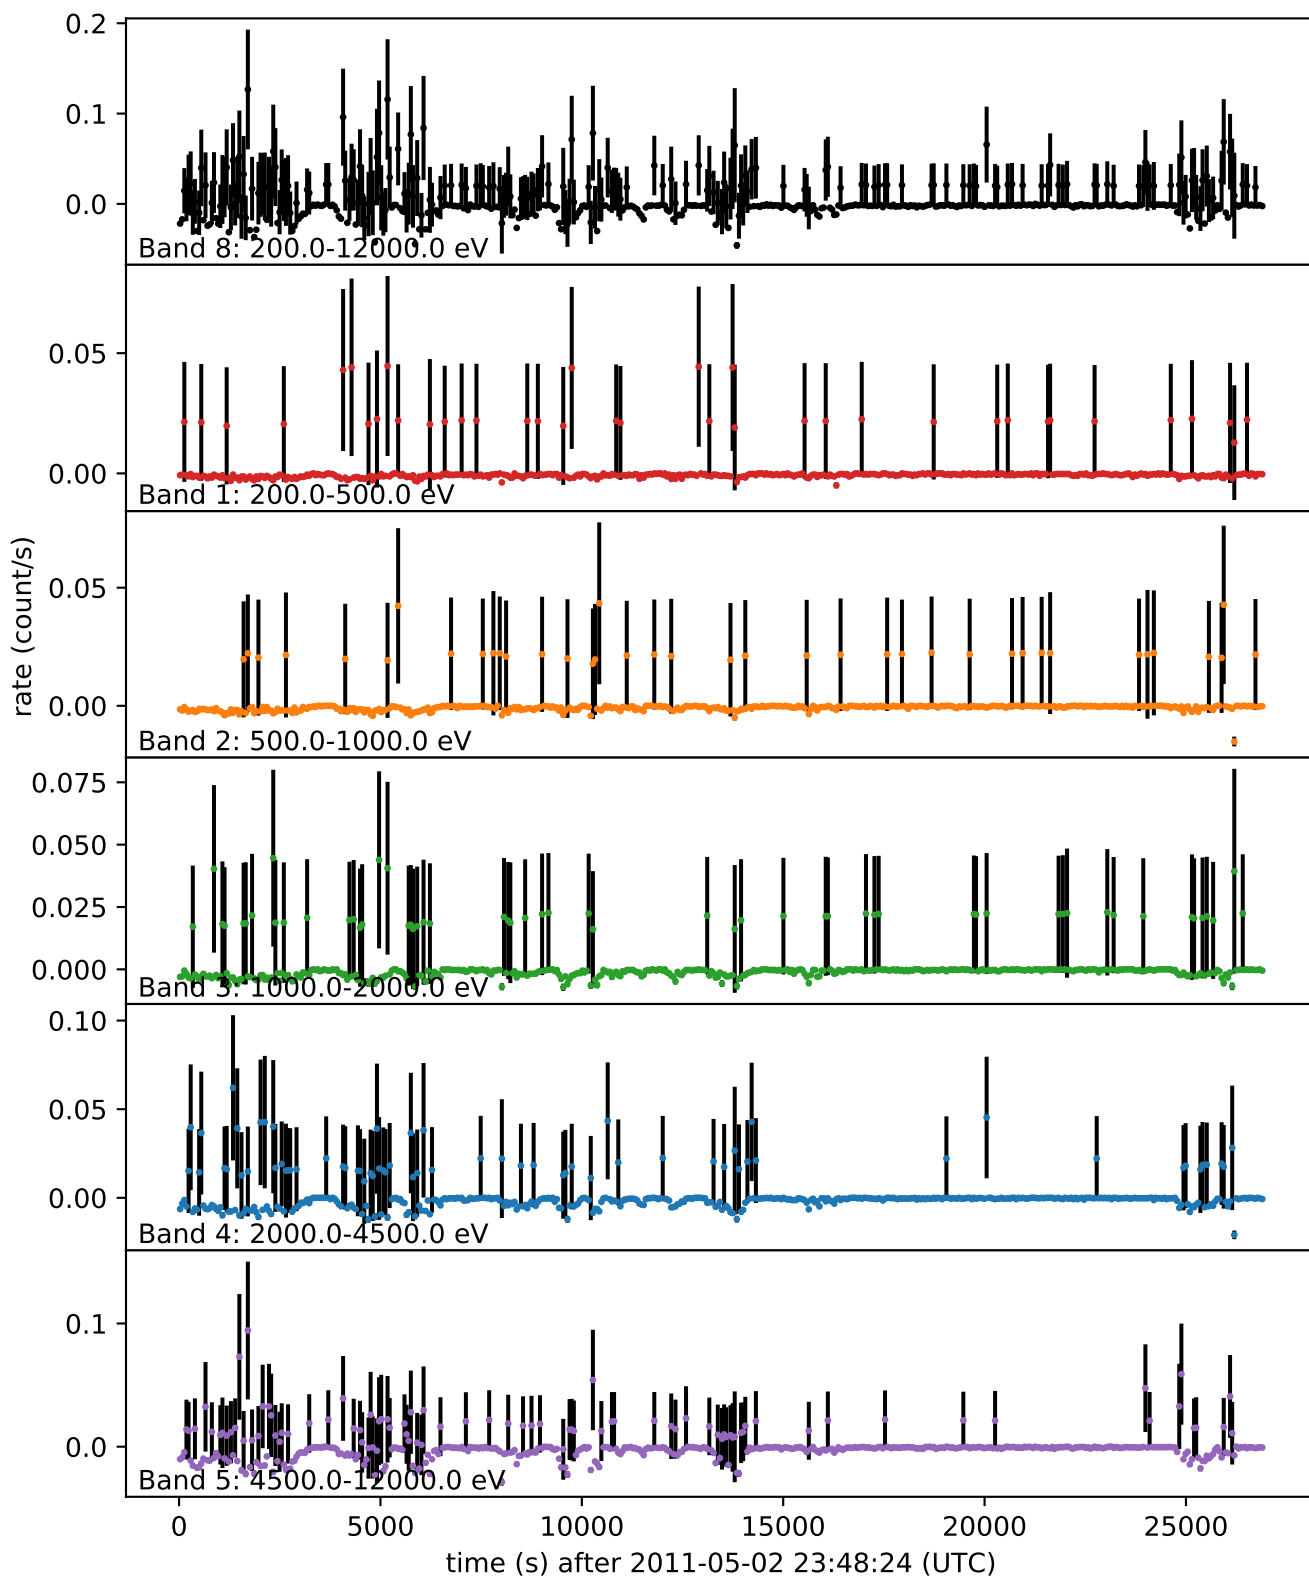 0.2
0.1
0.0
Band 8: 200.0-12000.0 eV
0.05
0.00
Band 1: 200.0-500.0 eV
0.05
0.00
Band 2: 500.0-1000.0 eV
rate (count/s)
0.075
0.050
0.025
0.000
Band 3: 1000.0-2000.0 eV
0.10
0.05
0.00
Band 4: 2000.0-4500.0 eV
0.1
0.0
Band 5: 4500.0-12000.0 eV
0 5000 10000 15000 20000 25000
time (s) after 2011-05-02 23:48:24 (UTC)